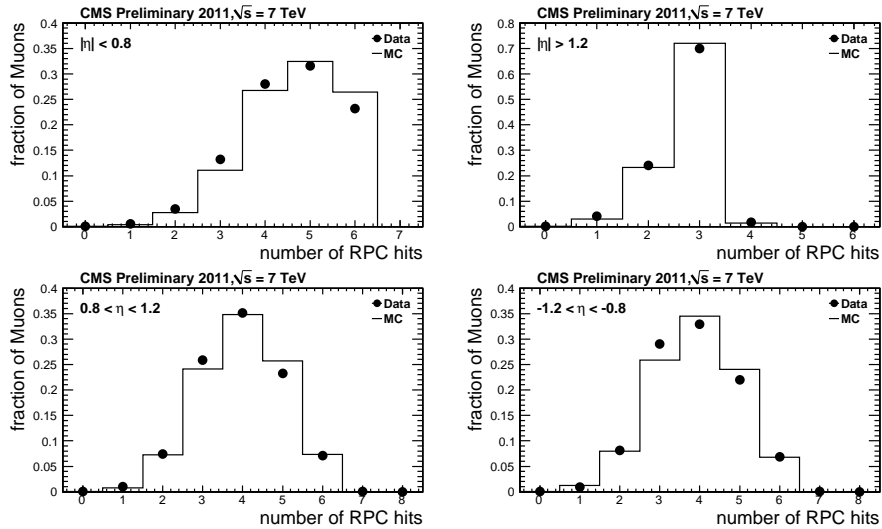 CMS Preliminary 2011,√s = 7 TeV
|η| < 0.8
Data
MC
fraction of Muons
0.4
0.35
0.3
0.25
0.2
0.15
0.1
0.05
0
0 1 2 3 4 5 6 7
number of RPC hits
CMS Preliminary 2011,√s = 7 TeV
|η| > 1.2
Data
MC
fraction of Muons
0.8
0.7
0.6
0.5
0.4
0.3
0.2
0.1
0
0 1 2 3 4 5 6
number of RPC hits
CMS Preliminary 2011,√s = 7 TeV
0.8 < η < 1.2
Data
MC
fraction of Muons
0.4
0.35
0.3
0.25
0.2
0.15
0.1
0.05
0
0 1 2 3 4 5 6 7 8
number of RPC hits
CMS Preliminary 2011,√s = 7 TeV
-1.2 < η < -0.8
Data
MC
fraction of Muons
0.4
0.35
0.3
0.25
0.2
0.15
0.1
0.05
0
0 1 2 3 4 5 6 7 8
number of RPC hits